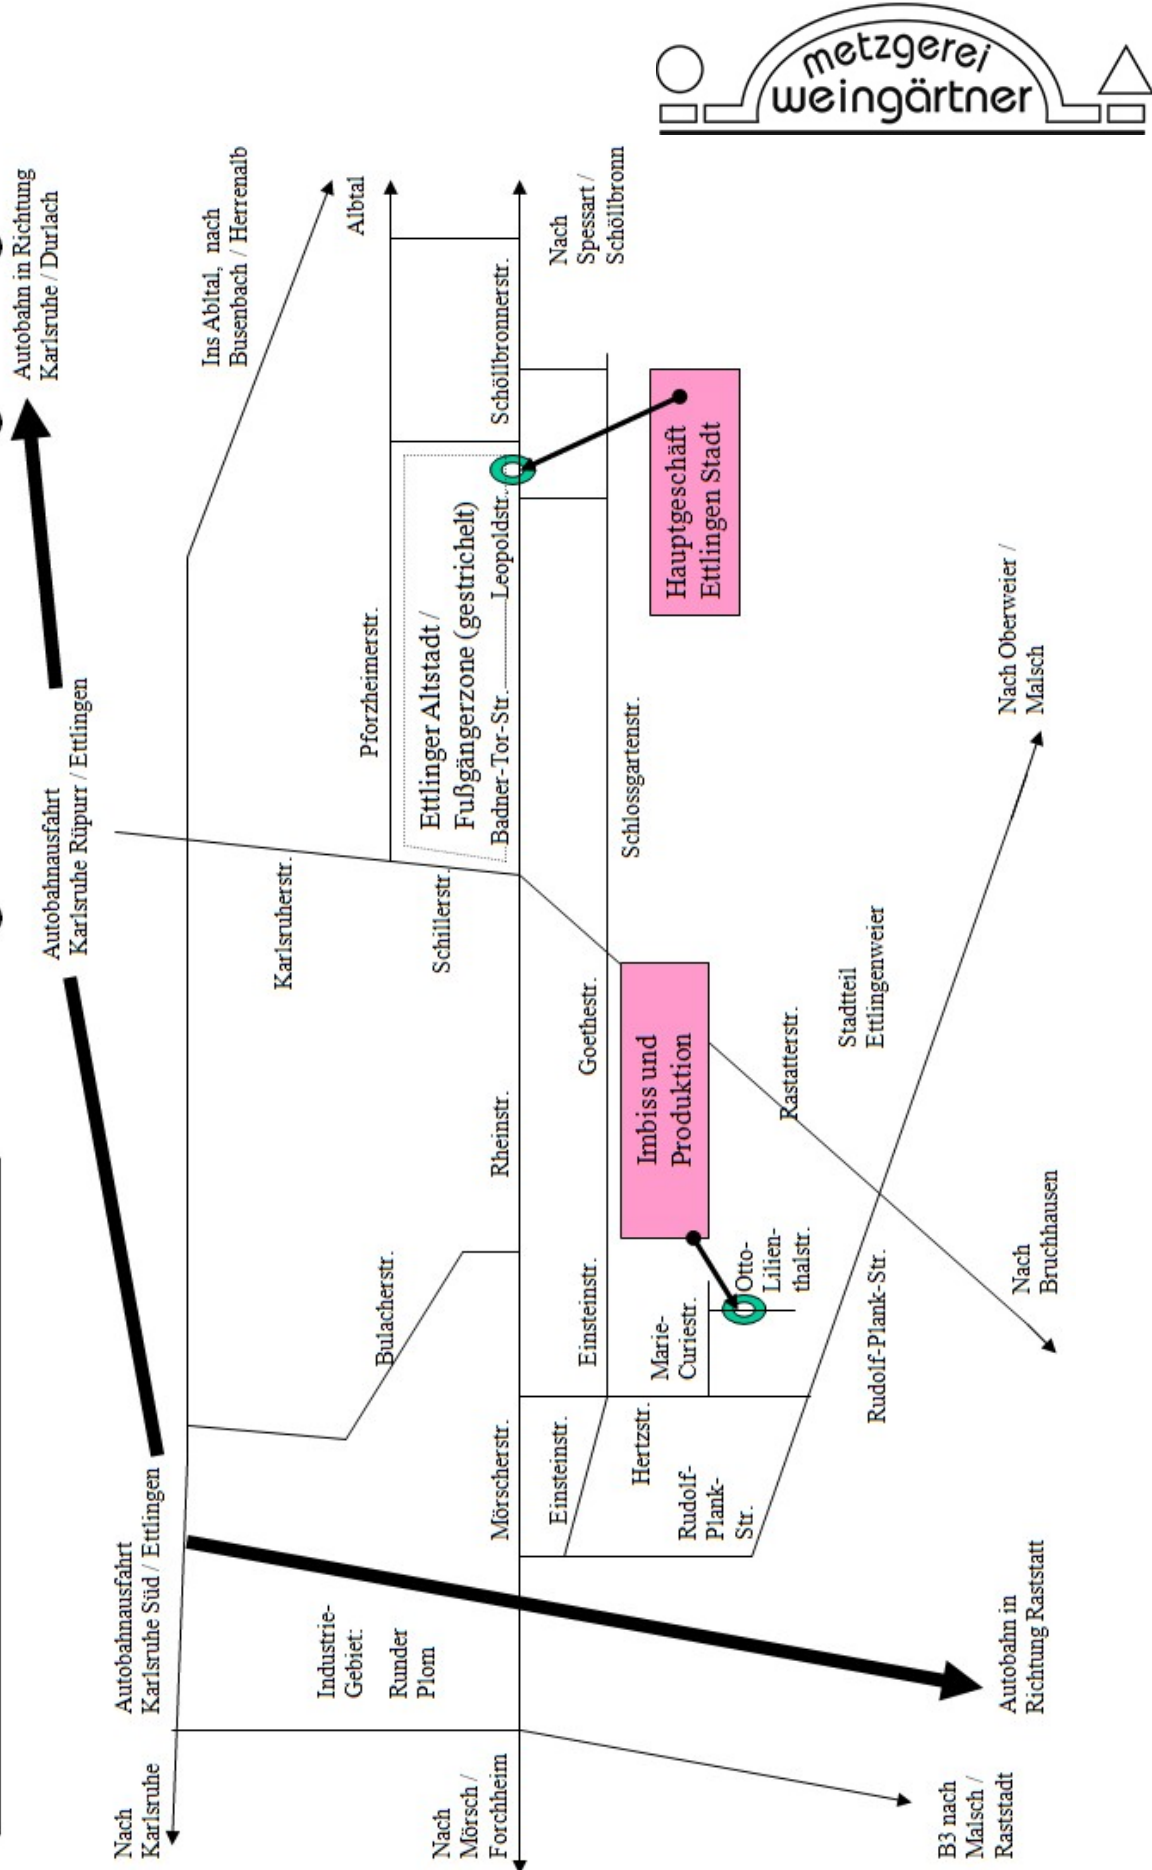 metzgerei
weingärtner
Autobahn in Richtung
Karlsruhe / Durlach
Autobahnausfahrt
Karlsruhe Rüpurr / Ettlingen
Autobahnausfahrt
Karlsruhe Süd / Ettlingen
Nach
Karlsruhe
Ins Abltal, nach
Busenbach / Herrenalb
Karlsruherstr.
Bulacherstr.
Industrie-
Gebiet:
Runder
Plom
Albtal
Pforzheimerstr.
Ettlinger Altstadt /
Fußgängerzone (gestrichelt)
Schillerstr.
Nach
Mörsch /
Forchheim
Mörscherstr.
Rheinstr.
Badner-Tor-Str.
Leopoldstr.
Schöllbronnerstr.
Nach
Spessart /
Schöllbronn
Einsteinstr.
Einsteinstr.
Goethestr.
Schlossgartenstr.
Hauptgeschäft
Ettlingen Stadt
Imbiss und
Produktion
Hertzstr.
Marie-
Curiestr.
Rudolf-
Plank-
Str.
Otto-
Lilien-
thalstr.
Rastatterstr.
Stadtteil
Ettlingenweier
Rudolf-Plank-Str.
B3 nach
Malsch /
Raststadt
Autobahn in
Richtung Raststatt
Nach
Bruchhausen
Nach Oberweier /
Malsch